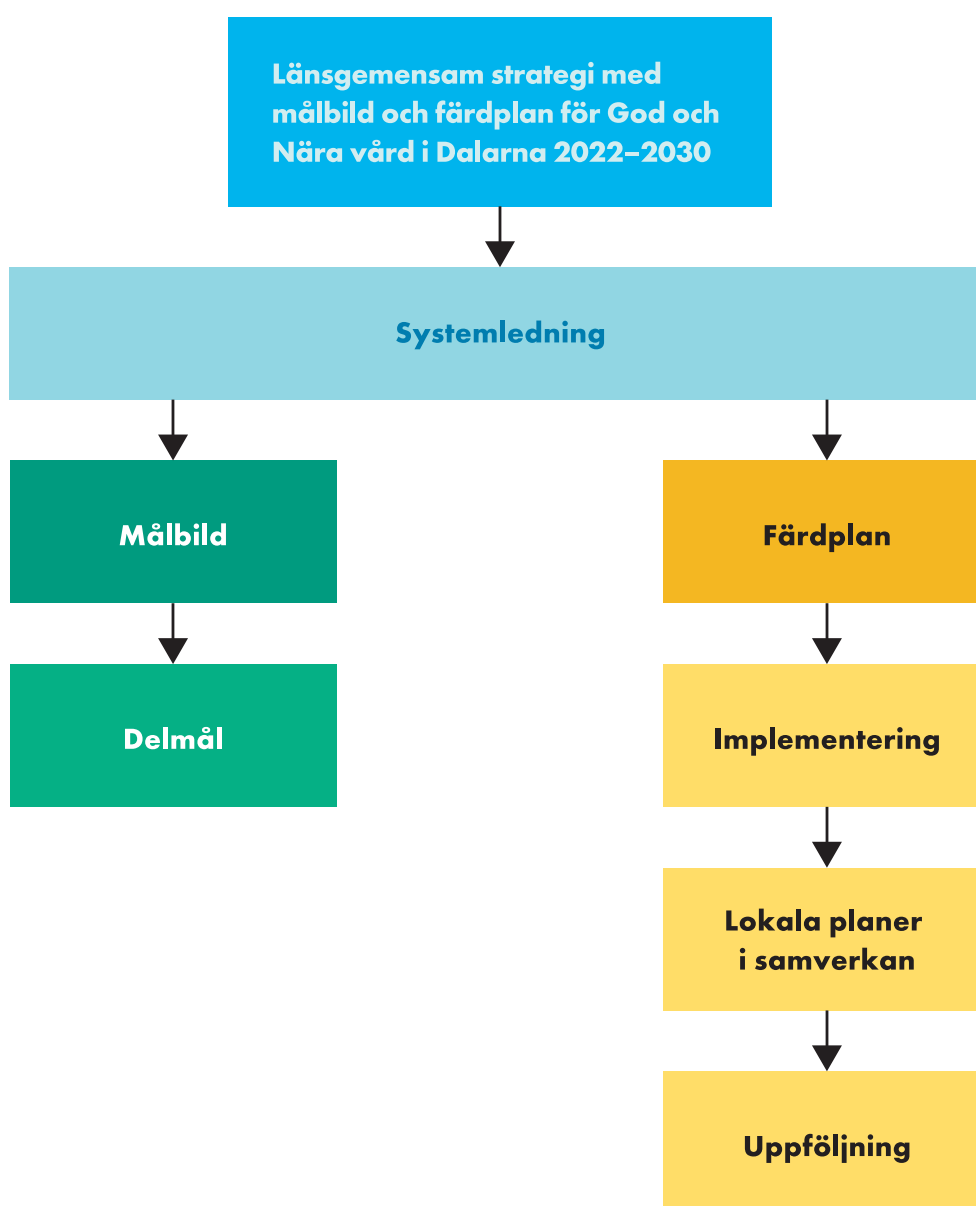 Länsgemensam strategi med
målbild och färdplan för God och
Nära vård i Dalarna 2022–2030
Systemledning
Målbild
Färdplan
Delmål
Implementering
Lokala planer
i samverkan
Uppföljning